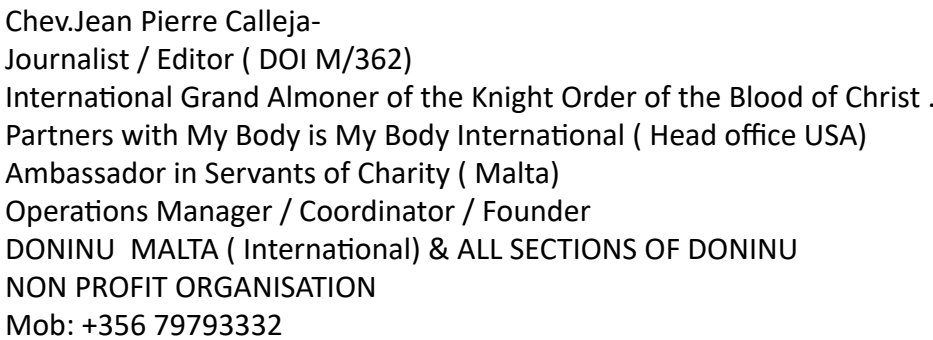 Chev.Jean Pierre Calleja-
Journalist / Editor ( DOI M/362)
International Grand Almoner of the Knight Order of the Blood of Christ .
Partners with My Body is My Body International ( Head office USA)
Ambassador in Servants of Charity ( Malta)
Operations Manager / Coordinator / Founder
DONINU  MALTA ( International) & ALL SECTIONS OF DONINU
NON PROFIT ORGANISATION
Mob: +356 79793332